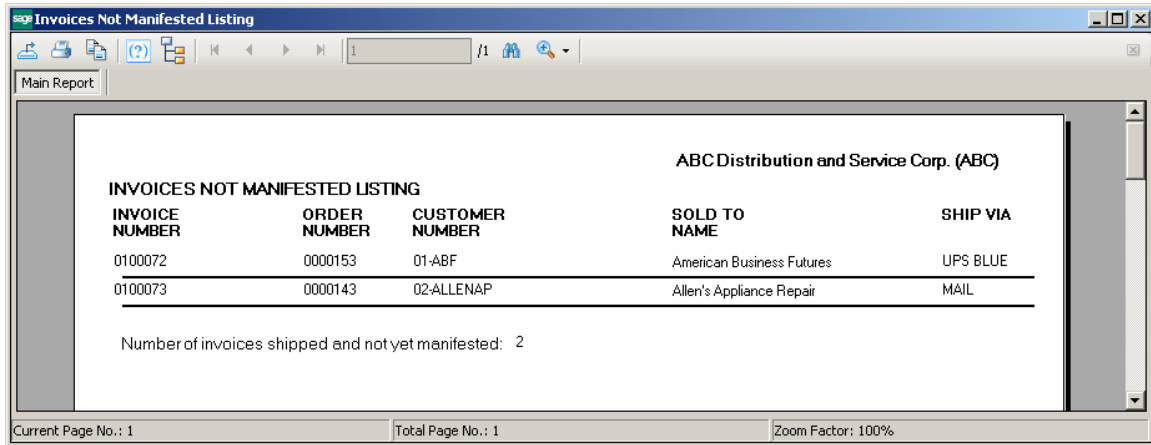 sage Invoices Not Manifested Listing
1 /1
Main Report
ABC Distribution and Service Corp. (ABC)
INVOICES NOT MANIFESTED LISTING
INVOICE NUMBER ORDER NUMBER CUSTOMER NUMBER SOLD TO NAME SHIP VIA
0100072 0000153 01-ABF American Business Futures UPS BLUE
0100073 0000143 02-ALLENAP Allen's Appliance Repair MAIL
Number of invoices shipped and not yet manifested: 2
Current Page No.: 1 Total Page No.: 1 Zoom Factor: 100%